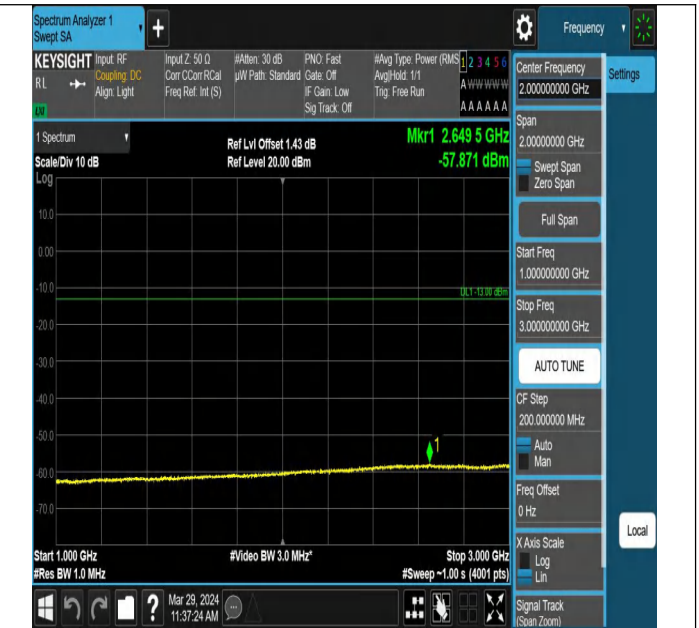 Spectrum Analyzer 1
Swept SA
Frequency
KEYSIGHT
RL
Input: RF
Coupling: DC
Align: Light
Input Z: 50 Ω
Corr CCorr RCal
Freq Ref: Int (S)
#Atten: 30 dB
µW Path: Standard
PNO: Fast
Gate: Off
IF Gain: Low
Sig Track: Off
#Avg Type: Power (RMS
Avg|Hold: 1/1
Trig: Free Run
1 2 3 4 5 6
A W W W W W
A A A A A A
1 Spectrum
Scale/Div 10 dB
Log
Ref Lvl Offset 1.43 dB
Ref Level 20.00 dBm
Mkr1 2.649 5 GHz
-57.871 dBm
10.0
0.00
-10.0
DL1 -13.00 dBm
-20.0
-30.0
-40.0
-50.0
1
-60.0
-70.0
Start 1.000 GHz
#Res BW 1.0 MHz
#Video BW 3.0 MHz*
Stop 3.000 GHz
#Sweep ~1.00 s (4001 pts)
Center Frequency
2.000000000 GHz
Settings
Span
2.00000000 GHz
Swept Span
Zero Span
Full Span
Start Freq
1.000000000 GHz
Stop Freq
3.000000000 GHz
AUTO TUNE
CF Step
200.000000 MHz
Auto
Man
Freq Offset
0 Hz
X Axis Scale
Log
Lin
Local
Signal Track
(Span Zoom)
?
Mar 29, 2024
11:37:24 AM